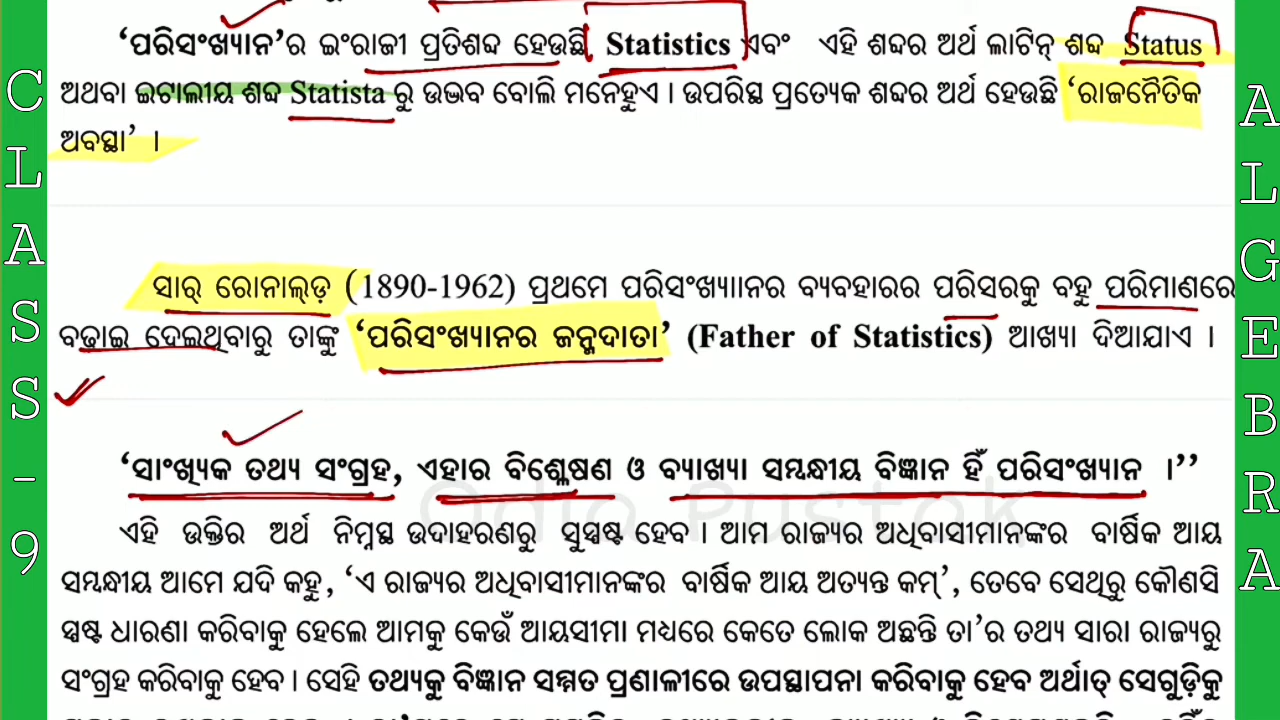 ‘ପରିସଂଖ୍ୟାନ’ର ଇଂରାଜୀ ପ୍ରତିଶବ୍ଦ ହେଉଛି Statistics ଏବଂ ଏହି ଶବ୍ଦର ଅର୍ଥ ଲାଟିନ୍ ଶବ୍ଦ Status
ଅଥବା ଇଟାଲୀୟ ଶବ୍ଦ Statista ରୁ ଉଦ୍ଭବ ବୋଲି ମନେହୁଏ । ଉପରିସ୍ଥ ପ୍ରତ୍ୟେକ ଶବ୍ଦର ଅର୍ଥ ହେଉଛି ‘ରାଜନୈତିକ
ଅବସ୍ଥା’ ।
ସାର୍ ରୋନାଲ୍ଡ଼ (1890-1962) ପ୍ରଥମେ ପରିସଂଖ୍ୟାାନର ବ୍ୟବହାରର ପରିସରକୁ ବହୁ ପରିମାଣରେ
ବଢାଇ ଦେଇଥିବାରୁ ତାଙ୍କୁ ‘ପରିସଂଖ୍ୟାନର ଜନ୍ମଦାତା’ (Father of Statistics) ଆଖ୍ୟା ଦିଆଯାଏ ।
‘ସାଂଖ୍ୟିକ ତଥ୍ୟ ସଂଗ୍ରହ, ଏହାର ବିଶ୍ଳେଷଣ ଓ ବ୍ୟାଖ୍ୟା ସମ୍ବନ୍ଧୀୟ ବିଜ୍ଞାନ ହିଁ ପରିସଂଖ୍ୟାନ ।’’
Odia Pustak
ଏହି ଉକ୍ତିର ଅର୍ଥ ନିମ୍ନସ୍ଥ ଉଦାହରଣରୁ ସୁସ୍ପଷ୍ଟ ହେବ । ଆମ ରାଜ୍ୟର ଅଧିବାସୀମାନଙ୍କର ବାର୍ଷିକ ଆୟ
ସମ୍ବନ୍ଧୀୟ ଆମେ ଯଦି କହୁ, ‘ଏ ରାଜ୍ୟର ଅଧିବାସୀମାନଙ୍କର ବାର୍ଷିକ ଆୟ ଅତ୍ୟନ୍ତ କମ୍’, ତେବେ ସେଥିରୁ କୌଣସି
ସ୍ପଷ୍ଟ ଧାରଣା କରିବାକୁ ହେଲେ ଆମକୁ କେଉଁ ଆୟସୀମା ମଧ୍ୟରେ କେତେ ଲୋକ ଅଛନ୍ତି ତା’ର ତଥ୍ୟ ସାରା ରାଜ୍ୟରୁ
ସଂଗ୍ରହ କରିବାକୁ ହେବ । ସେହି ତଥ୍ୟକୁ ବିଜ୍ଞାନ ସମ୍ମତ ପ୍ରଣାଳୀରେ ଉପସ୍ଥାପନା କରିବାକୁ ହେବ ଅର୍ଥାତ୍ ସେଗୁଡ଼ିକୁ
CLASS-9
ALGEBRA